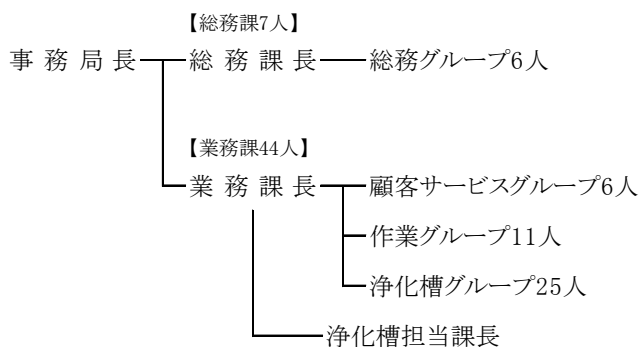 【総務課7人】
事務局長 総務課長 総務グループ6人
【業務課44人】
業務課長 顧客サービスグループ6人
作業グループ11人
浄化槽グループ25人
浄化槽担当課長